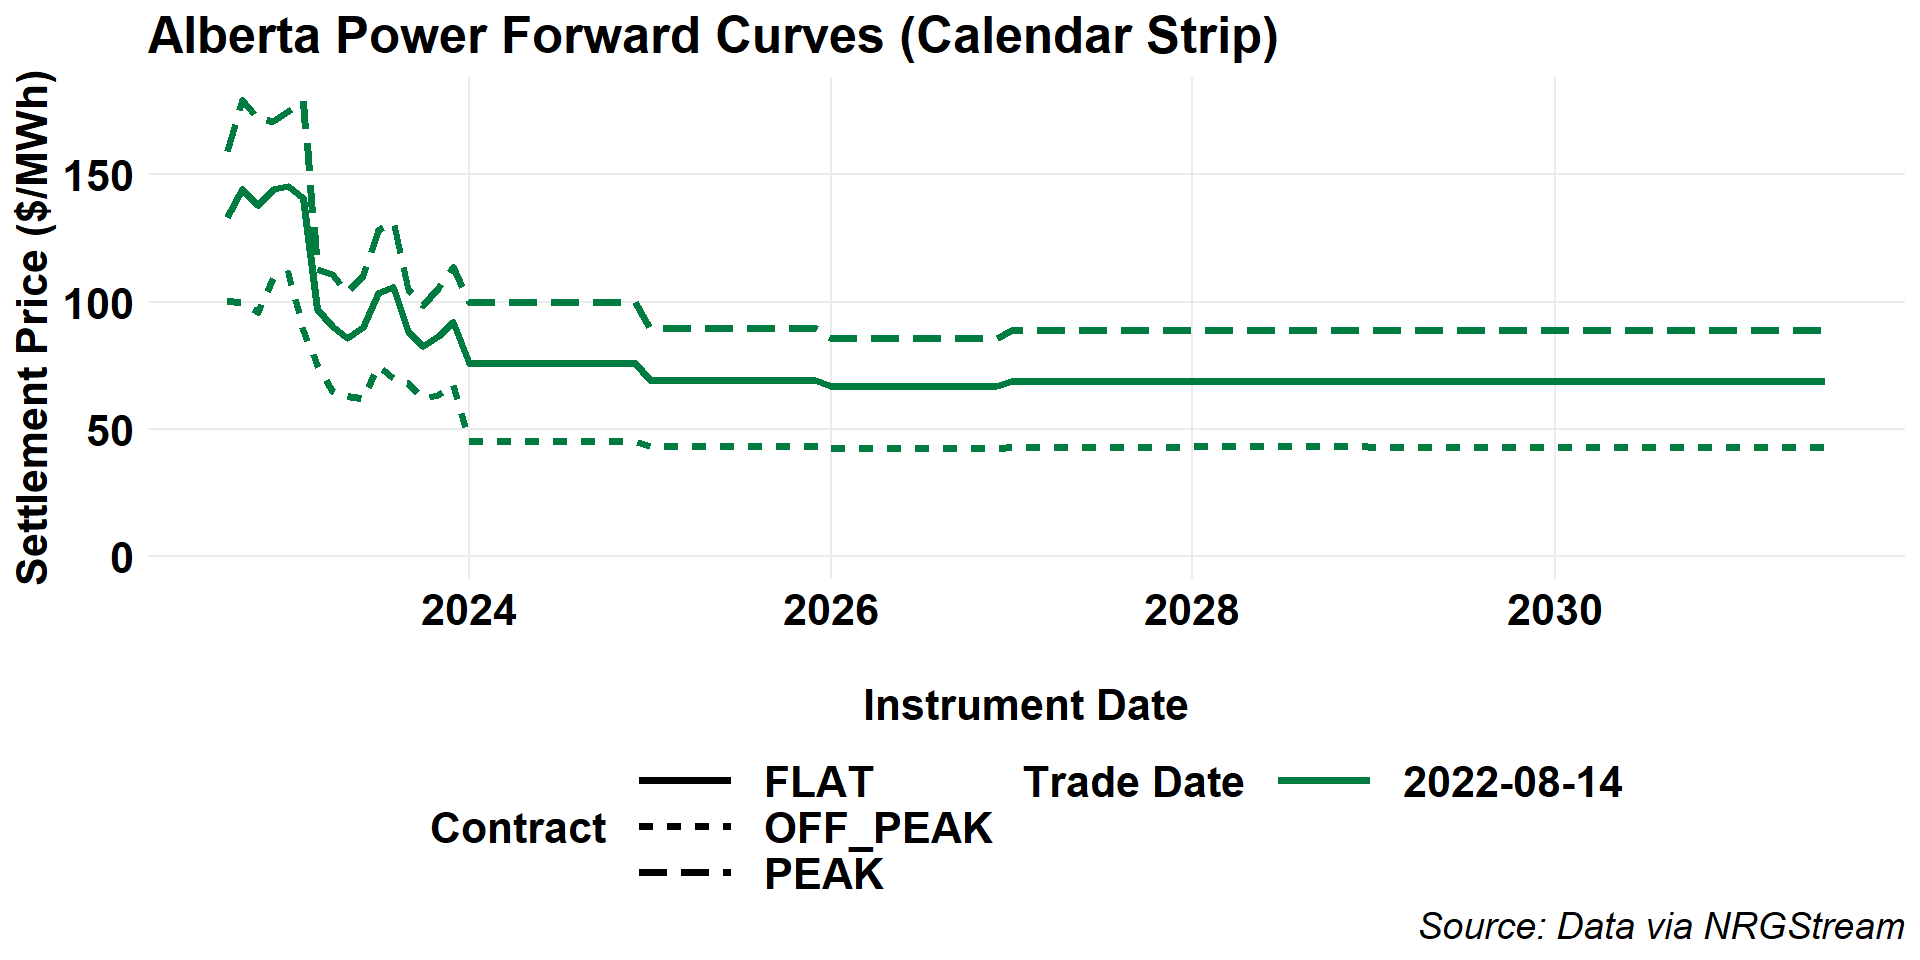 Alberta Power Forward Curves (Calendar Strip)
Settlement Price ($/MWh)
150
100
50
0
2024 2026 2028 2030
Instrument Date
Contract
FLAT
OFF_PEAK
PEAK
Trade Date
2022-08-14
Source: Data via NRGStream